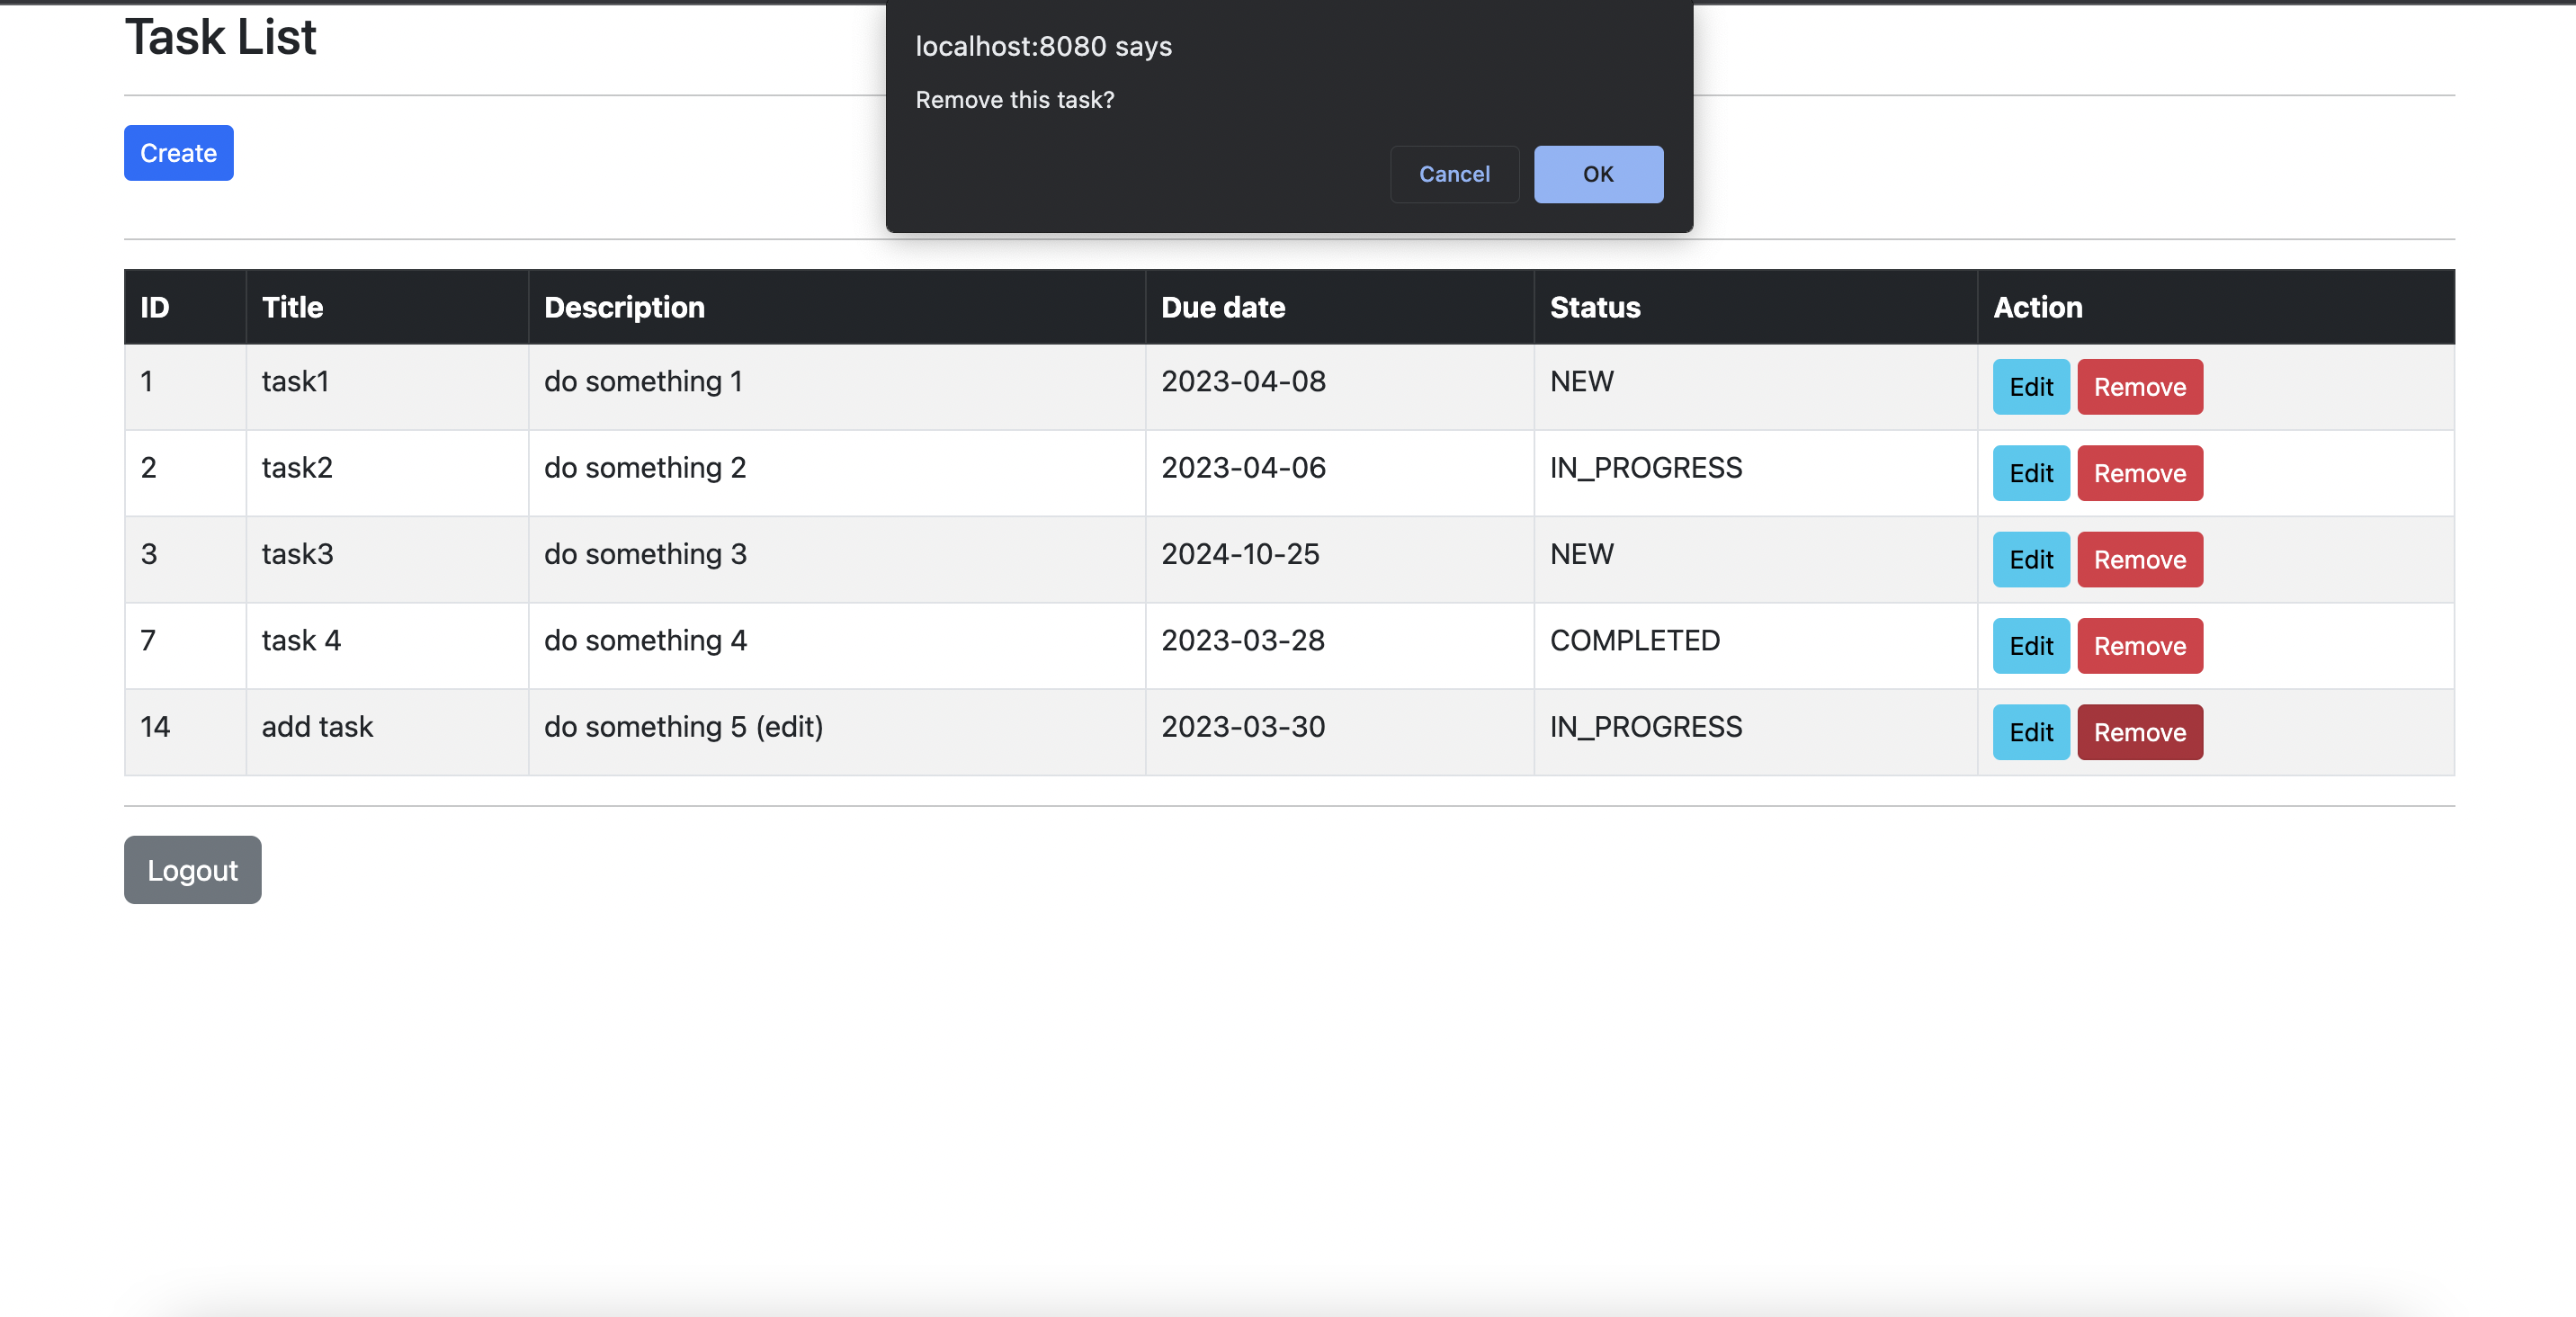 Task List
localhost:8080 says
Remove this task?
Cancel OK
Create
ID Title Description Due date Status Action
1 task1 do something 1 2023-04-08 NEW Edit Remove
2 task2 do something 2 2023-04-06 IN_PROGRESS Edit Remove
3 task3 do something 3 2024-10-25 NEW Edit Remove
7 task 4 do something 4 2023-03-28 COMPLETED Edit Remove
14 add task do something 5 (edit) 2023-03-30 IN_PROGRESS Edit Remove
Logout